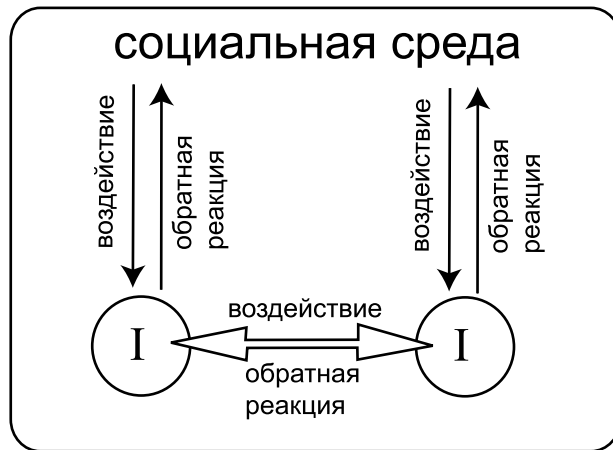 социальная среда
воздействие
обратная
реакция
воздействие
обратная
реакция
I
воздействие
обратная
реакция
I